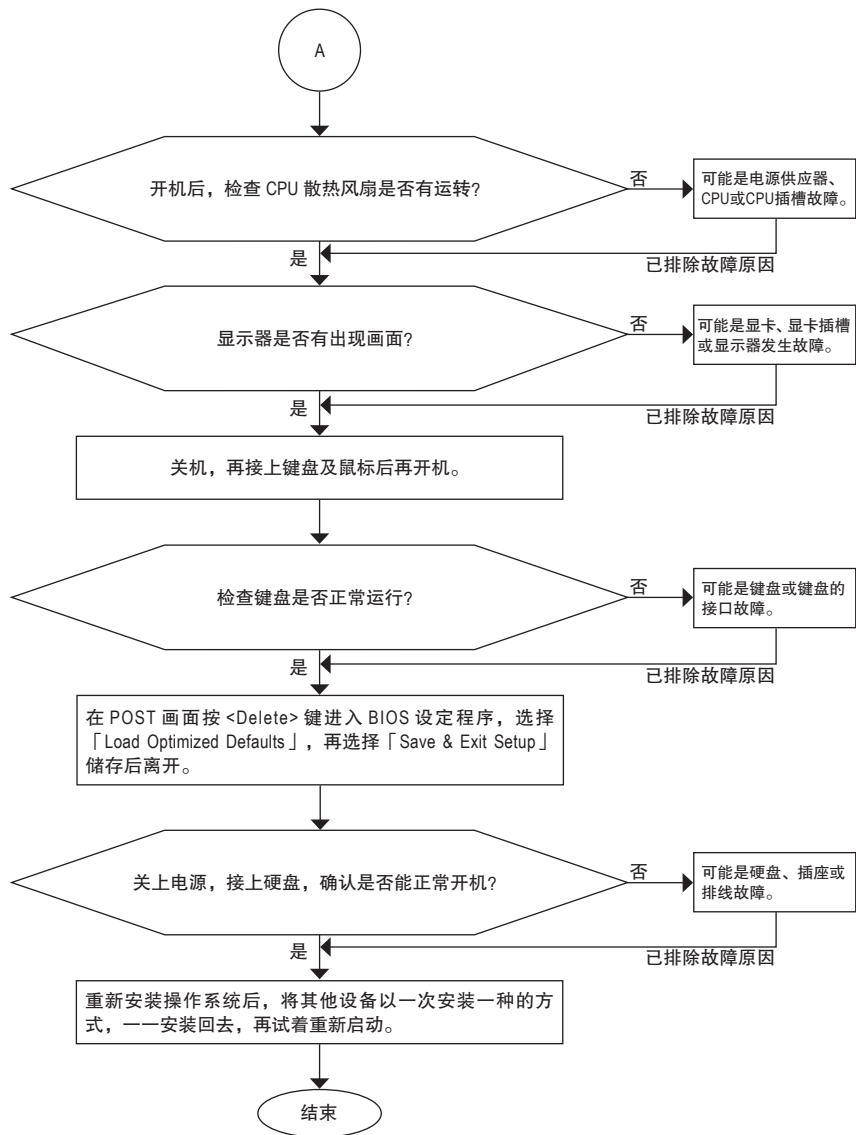 A
开机后，检查 CPU 散热风扇是否有运转?
否
可能是电源供应器、
CPU或CPU插槽故障。
是
已排除故障原因
显示器是否有出现画面?
否
可能是显卡、显卡插槽
或显示器发生故障。
是
已排除故障原因
关机，再接上键盘及鼠标后再开机。
检查键盘是否正常运行?
否
可能是键盘或键盘的
接口故障。
是
已排除故障原因
在 POST 画面按 <Delete> 键进入 BIOS 设定程序，选择
「Load Optimized Defaults」，再选择「Save & Exit Setup」
储存后离开。
关上电源，接上硬盘，确认是否能正常开机?
否
可能是硬盘、插座或
排线故障。
是
已排除故障原因
重新安装操作系统后，将其他设备以一次安装一种的方
式，一一安装回去，再试着重新启动。
结束